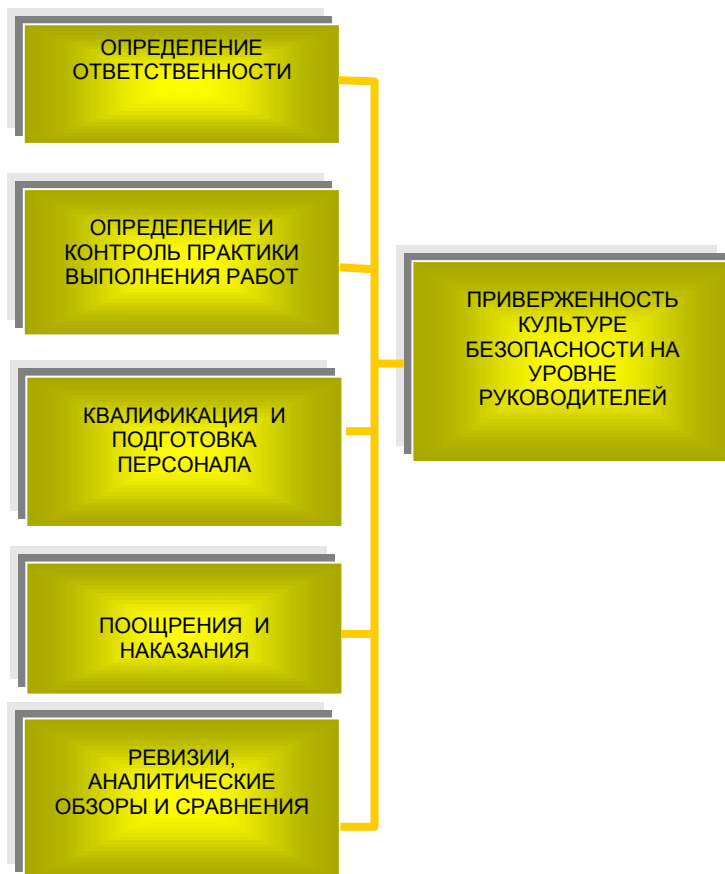 ОПРЕДЕЛЕНИЕ
ОТВЕТСТВЕННОСТИ
ОПРЕДЕЛЕНИЕ И
КОНТРОЛЬ ПРАКТИКИ
ВЫПОЛНЕНИЯ РАБОТ
КВАЛИФИКАЦИЯ И
ПОДГОТОВКА
ПЕРСОНАЛА
ПООЩРЕНИЯ И
НАКАЗАНИЯ
РЕВИЗИИ,
АНАЛИТИЧЕСКИЕ
ОБЗОРЫ И СРАВНЕНИЯ
ПРИВЕРЖЕННОСТЬ
КУЛЬТУРЕ
БЕЗОПАСНОСТИ НА
УРОВНЕ
РУКОВОДИТЕЛЕЙ